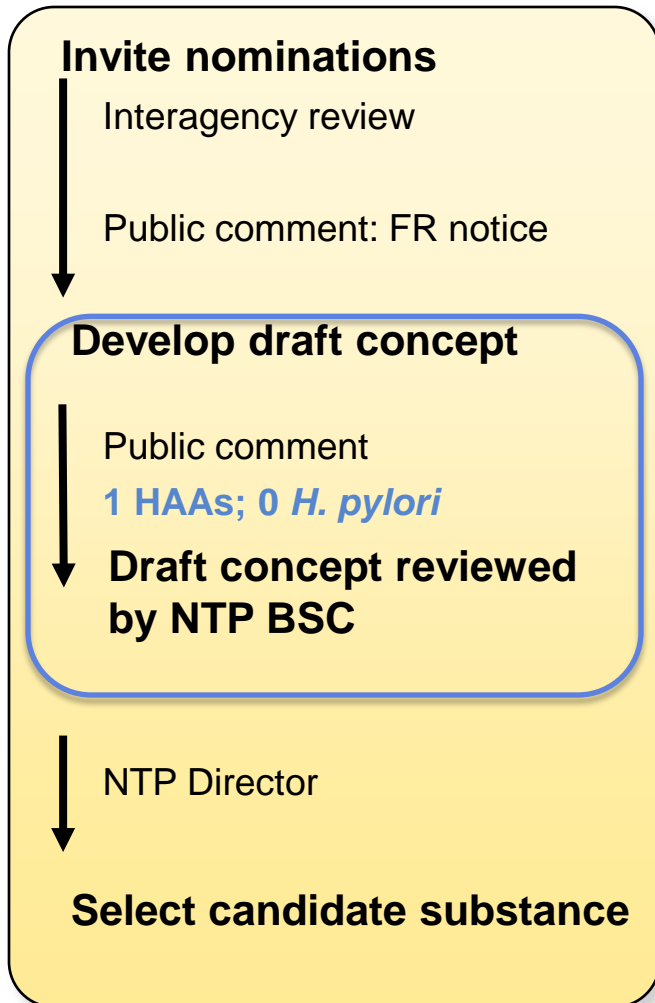 Invite nominations
Interagency review
Public comment: FR notice
Develop draft concept
Public comment
1 HAAs; 0 H. pylori
Draft concept reviewed
by NTP BSC
NTP Director
Select candidate substance